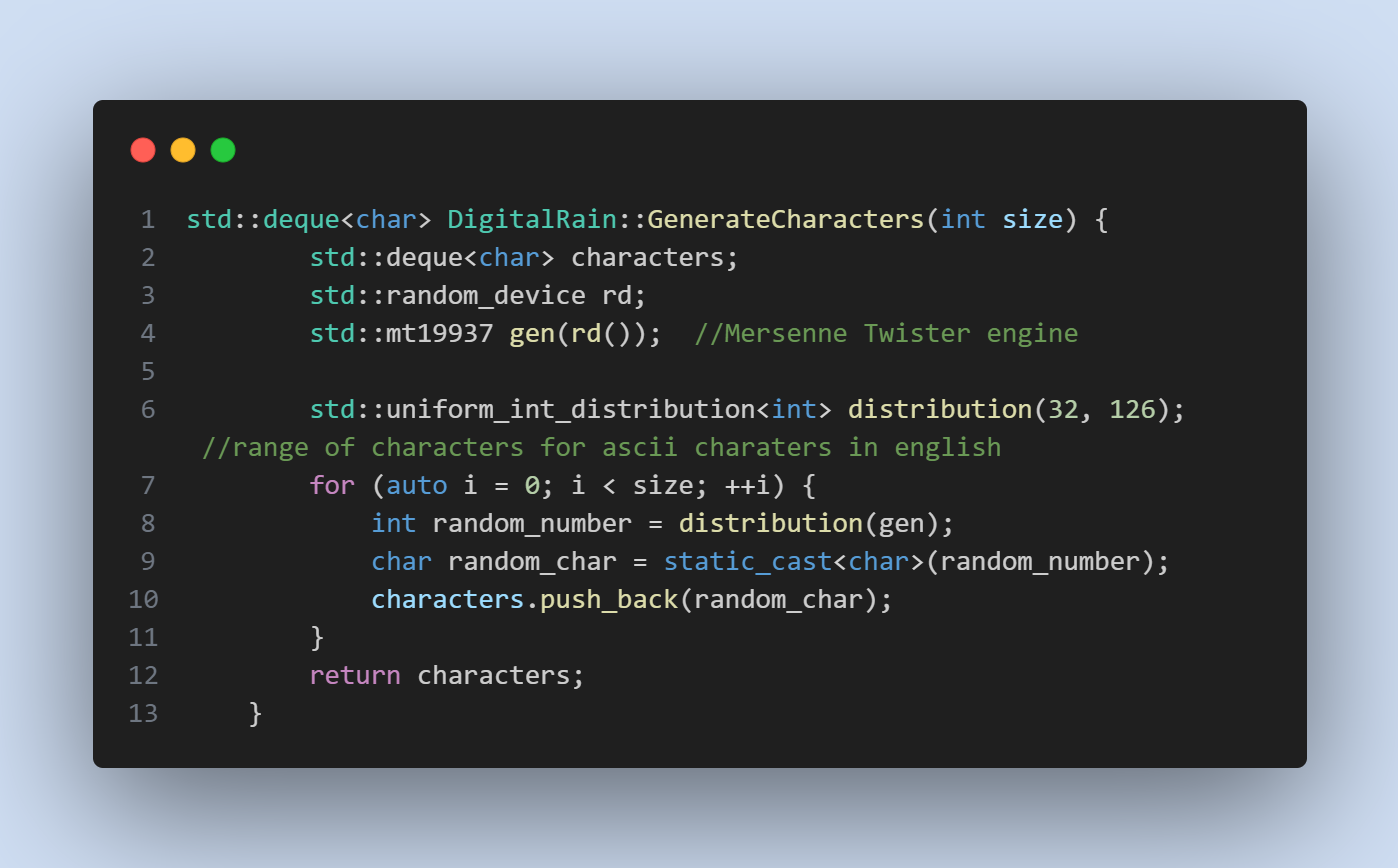 1 std::deque<char> DigitalRain::GenerateCharacters(int size) {
2         std::deque<char> characters;
3         std::random_device rd;
4         std::mt19937 gen(rd());  //Mersenne Twister engine
5
6         std::uniform_int_distribution<int> distribution(32, 126);
 //range of characters for ascii charaters in english
7         for (auto i = 0; i < size; ++i) {
8             int random_number = distribution(gen);
9             char random_char = static_cast<char>(random_number);
10             characters.push_back(random_char);
11         }
12         return characters;
13     }